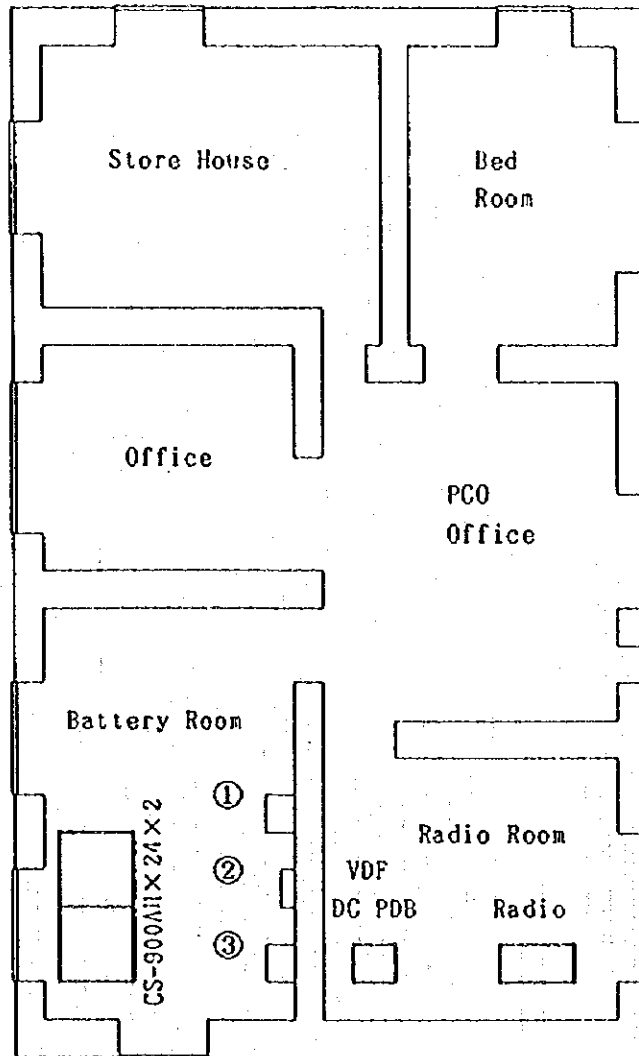 Store House
Bed
Room
Office
PCO
Office
Battery Room
①
②
③
CS-900AH×24×2
Radio Room
VDF
DC PDB
Radio